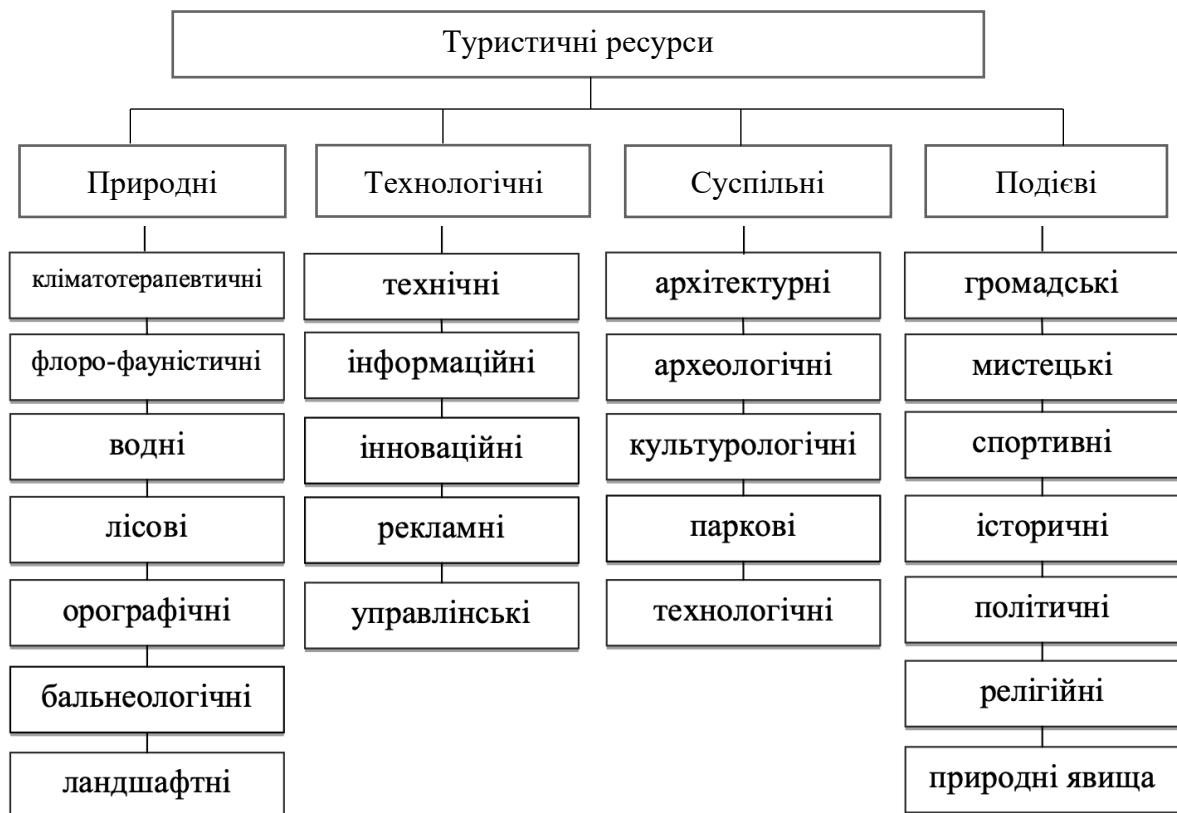 Туристичні ресурси
Природні
Технологічні
Суспільні
Подієві
кліматотерапевтичні
флоро-фауністичні
водні
лісові
орографічні
бальнеологічні
ландшафтні
технічні
інформаційні
інноваційні
рекламні
управлінські
архітектурні
археологічні
культурологічні
паркові
технологічні
громадські
мистецькі
спортивні
історичні
політичні
релігійні
природні явища